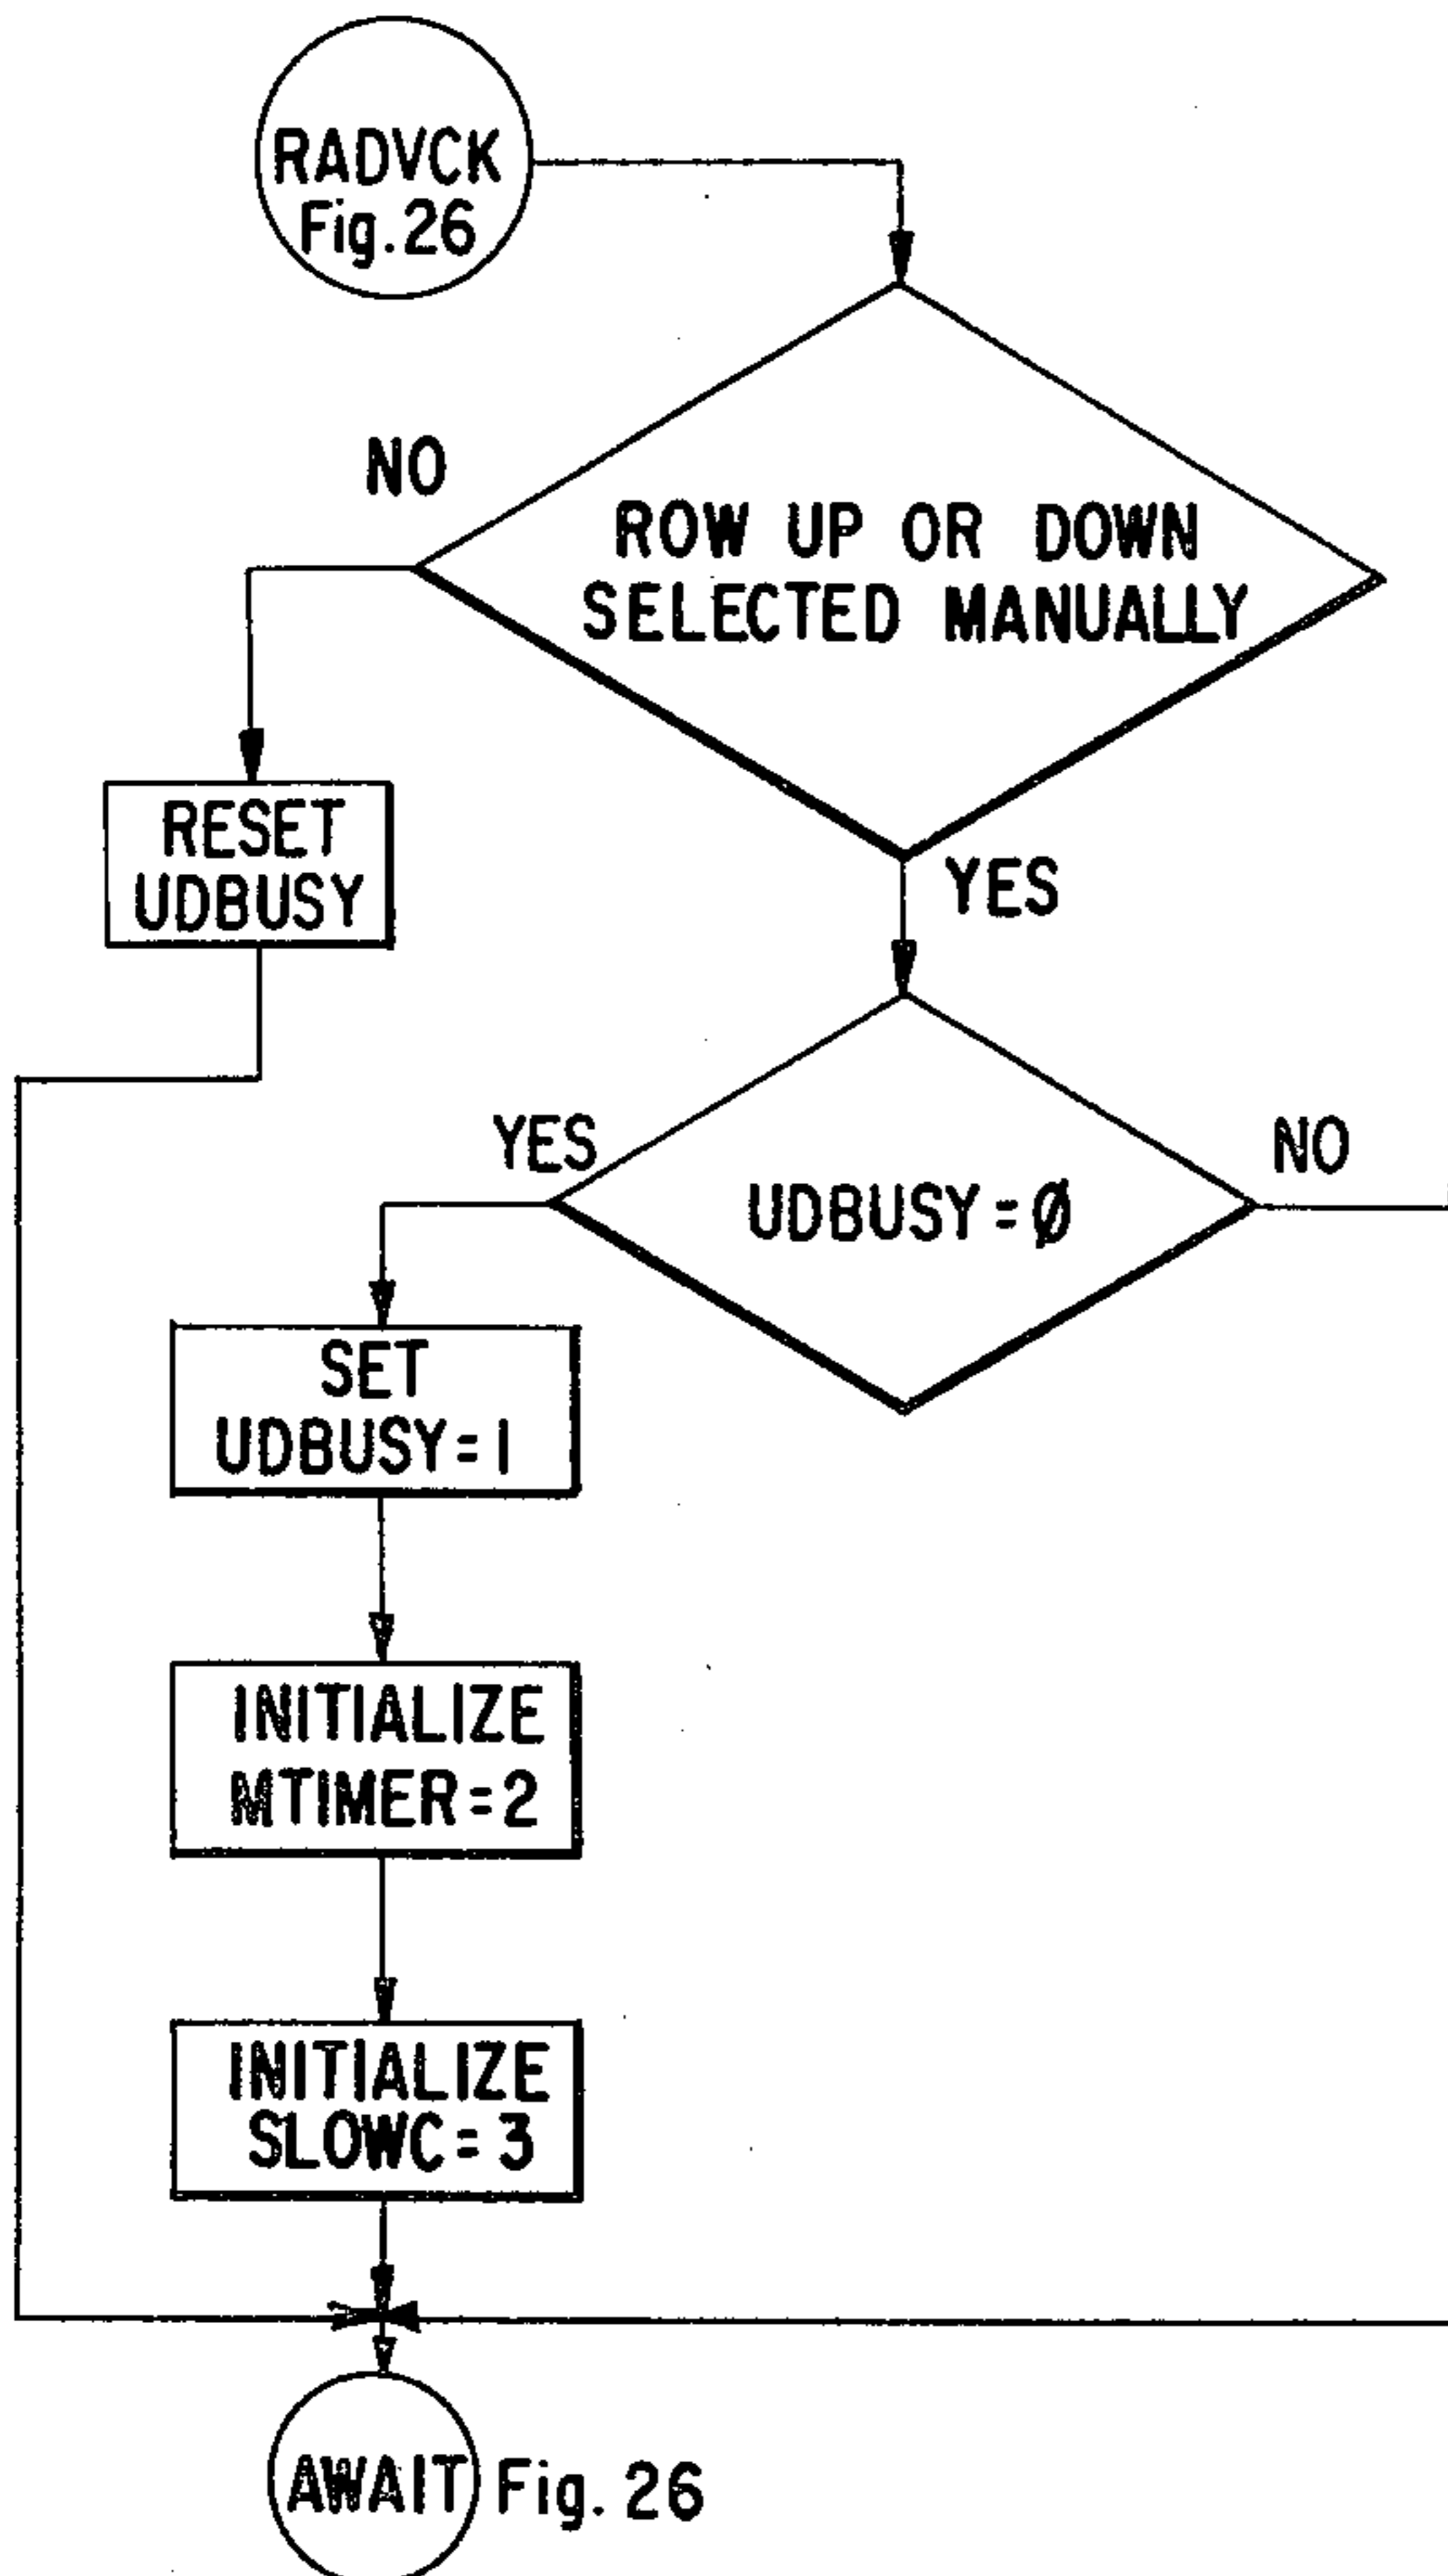 RADVCK
Fig. 26
NO
ROW UP OR DOWN
SELECTED MANUALLY
RESET
UDBUSY
YES
YES
NO
UDBUSY = Ø
SET
UDBUSY = 1
INITIALIZE
MTIMER = 2
INITIALIZE
SLOWC = 3
AWAIT Fig. 26